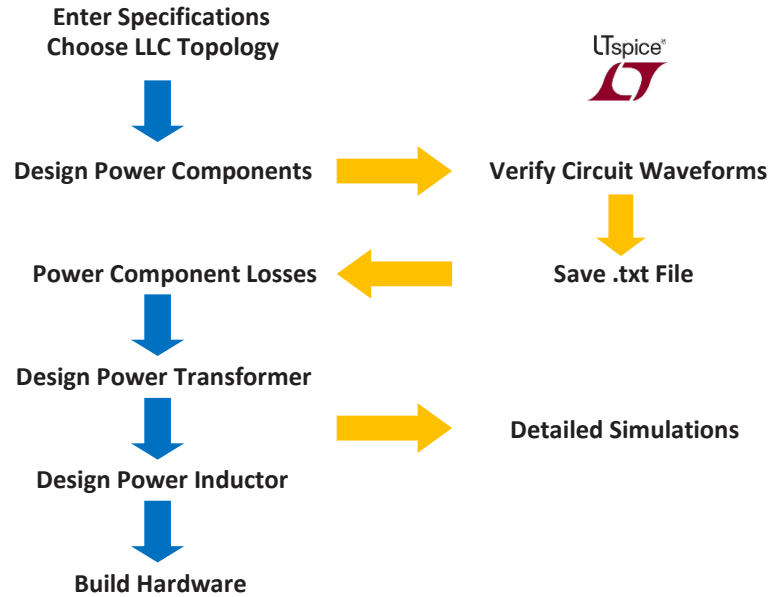 Enter Specifications
Choose LLC Topology
LTspice®
Design Power Components
Verify Circuit Waveforms
Power Component Losses
Save .txt File
Design Power Transformer
Detailed Simulations
Design Power Inductor
Build Hardware